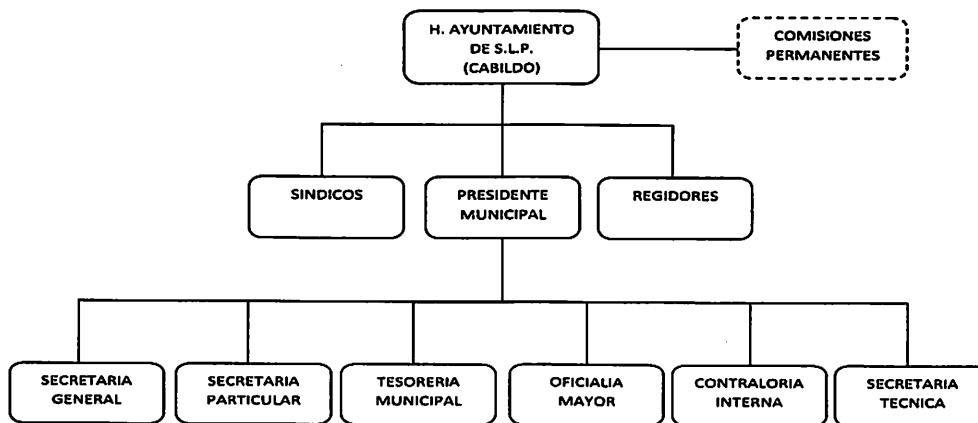 H. AYUNTAMIENTO
DE S.L.P.
(CABILDO)
COMISIONES
PERMANENTES
SINDICOS
PRESIDENTE
MUNICIPAL
REGIDORES
SECRETARIA
GENERAL
SECRETARIA
PARTICULAR
TESORERIA
MUNICIPAL
OFICIALIA
MAYOR
CONTRALORIA
INTERNA
SECRETARIA
TECNICA